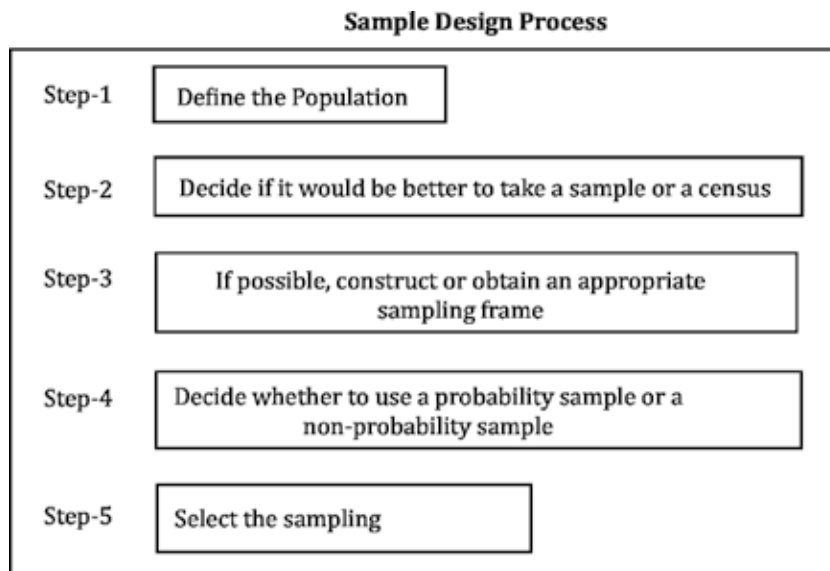 Sample Design Process
Step-1 Define the Population
Step-2 Decide if it would be better to take a sample or a census
Step-3 If possible, construct or obtain an appropriate
sampling frame
Step-4 Decide whether to use a probability sample or a
non-probability sample
Step-5 Select the sampling